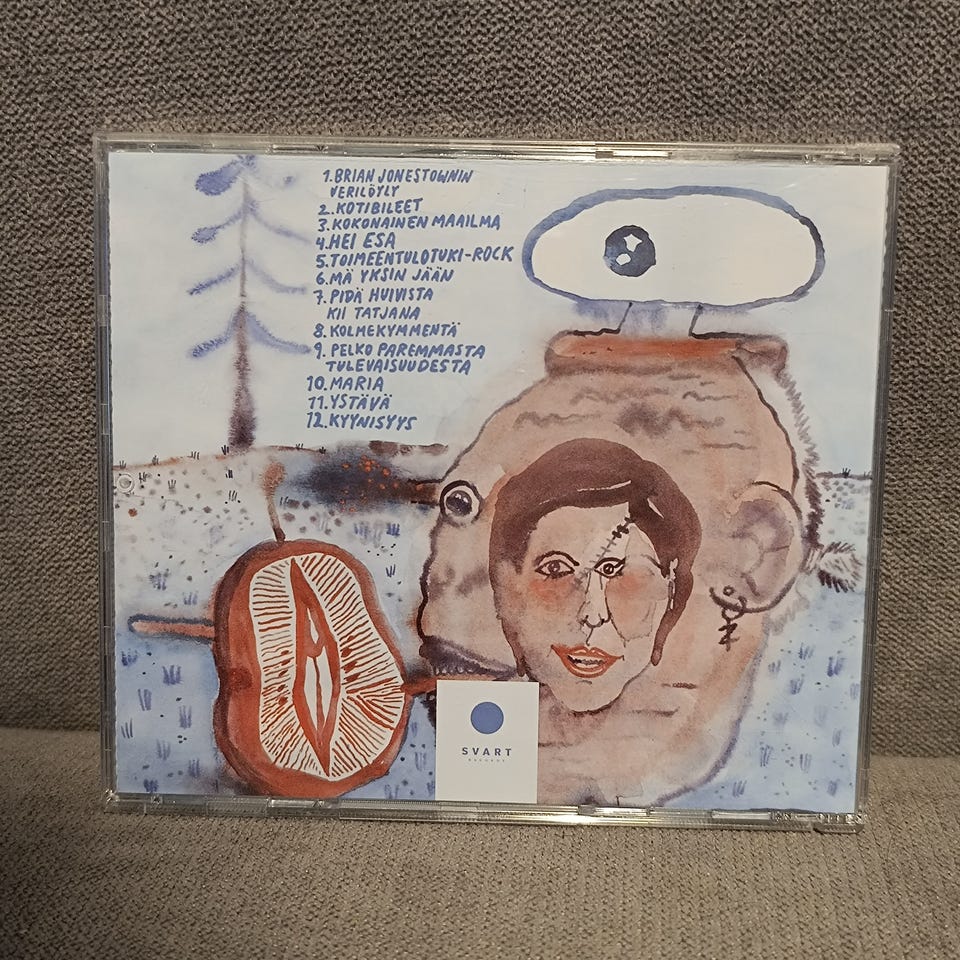 1. BRIAN JONESTOWNIN
VERILÖYLY
2. KOTIBILEET
3. KOKONAINEN MAAILMA
4. HEI ESA
5. TOIMEENTULOTUKI-ROCK
6. MÄ YKSIN JÄÄN
7. PIDÄ HUIVISTA
KII TATJANA
8. KOLMEKYMMENTÄ
9. PELKO PAREMMASTA
TULEVAISUUDESTA
10. MARIA
11. YSTÄVÄ
12. KYYNISYYS
SVART
RECORDS